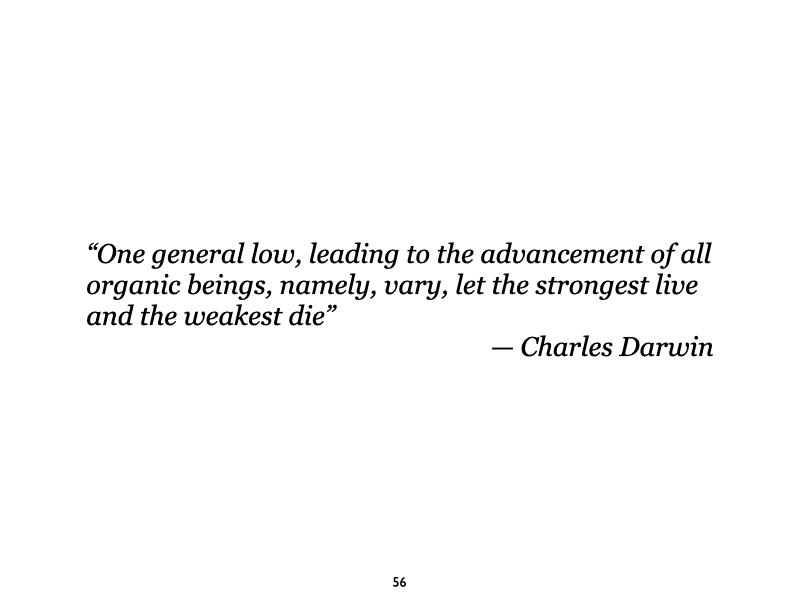 “One general low, leading to the advancement of all
organic beings, namely, vary, let the strongest live
and the weakest die”
— Charles Darwin
56